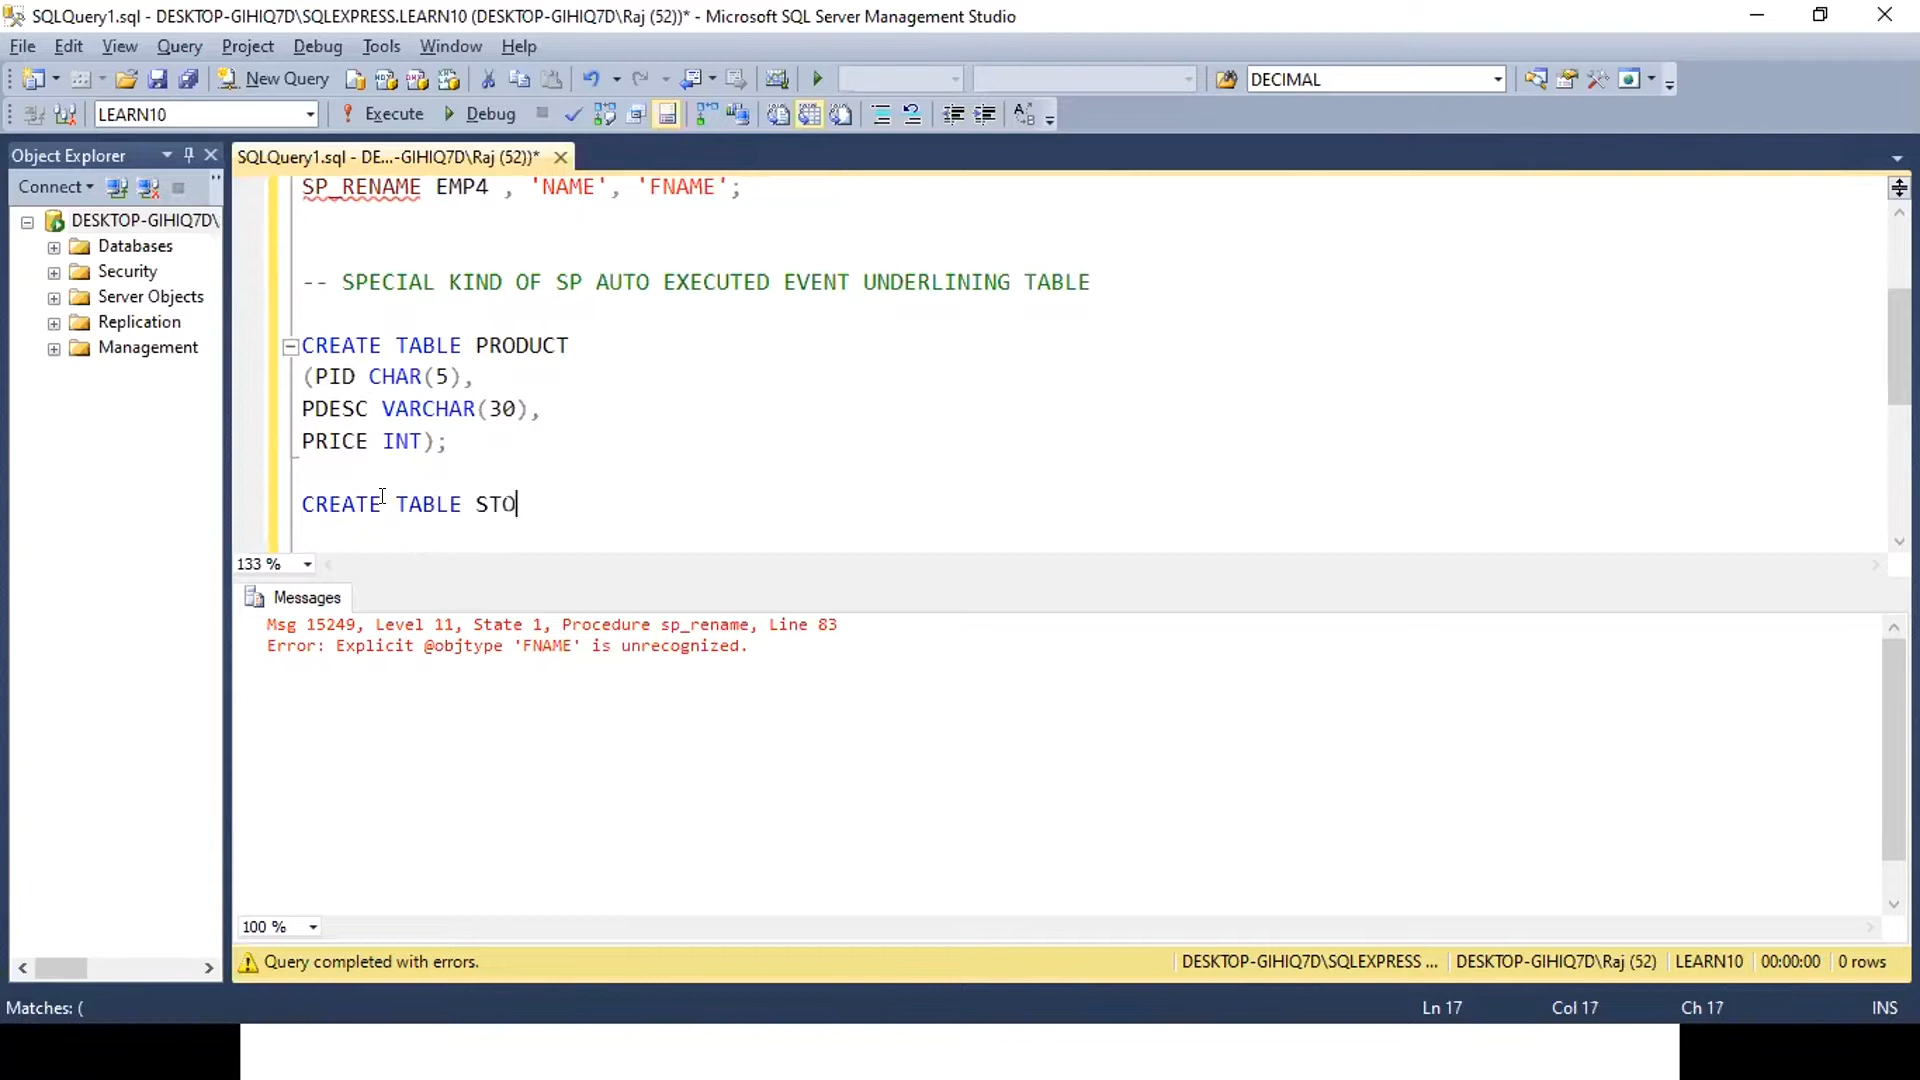 SQLQuery1.sql - DESKTOP-GIHIQ7D\SQLEXPRESS.LEARN10 (DESKTOP-GIHIQ7D\Raj (52))* - Microsoft SQL Server Management Studio
File Edit View Query Project Debug Tools Window Help
New Query DECIMAL
LEARN10 Execute Debug
Object Explorer
SQLQuery1.sql - DE...-GIHIQ7D\Raj (52))*
Connect
DESKTOP-GIHIQ7D\
Databases
Security
Server Objects
Replication
Management
SP_RENAME EMP4 , 'NAME', 'FNAME';
-- SPECIAL KIND OF SP AUTO EXECUTED EVENT UNDERLINING TABLE
CREATE TABLE PRODUCT
(PID CHAR(5),
PDESC VARCHAR(30),
PRICE INT);
CREATE TABLE STO
133 %
Messages
Msg 15249, Level 11, State 1, Procedure sp_rename, Line 83
Error: Explicit @objtype 'FNAME' is unrecognized.
100 %
Query completed with errors. DESKTOP-GIHIQ7D\SQLEXPRESS ... DESKTOP-GIHIQ7D\Raj (52) LEARN10 00:00:00 0 rows
Matches: ( Ln 17 Col 17 Ch 17 INS